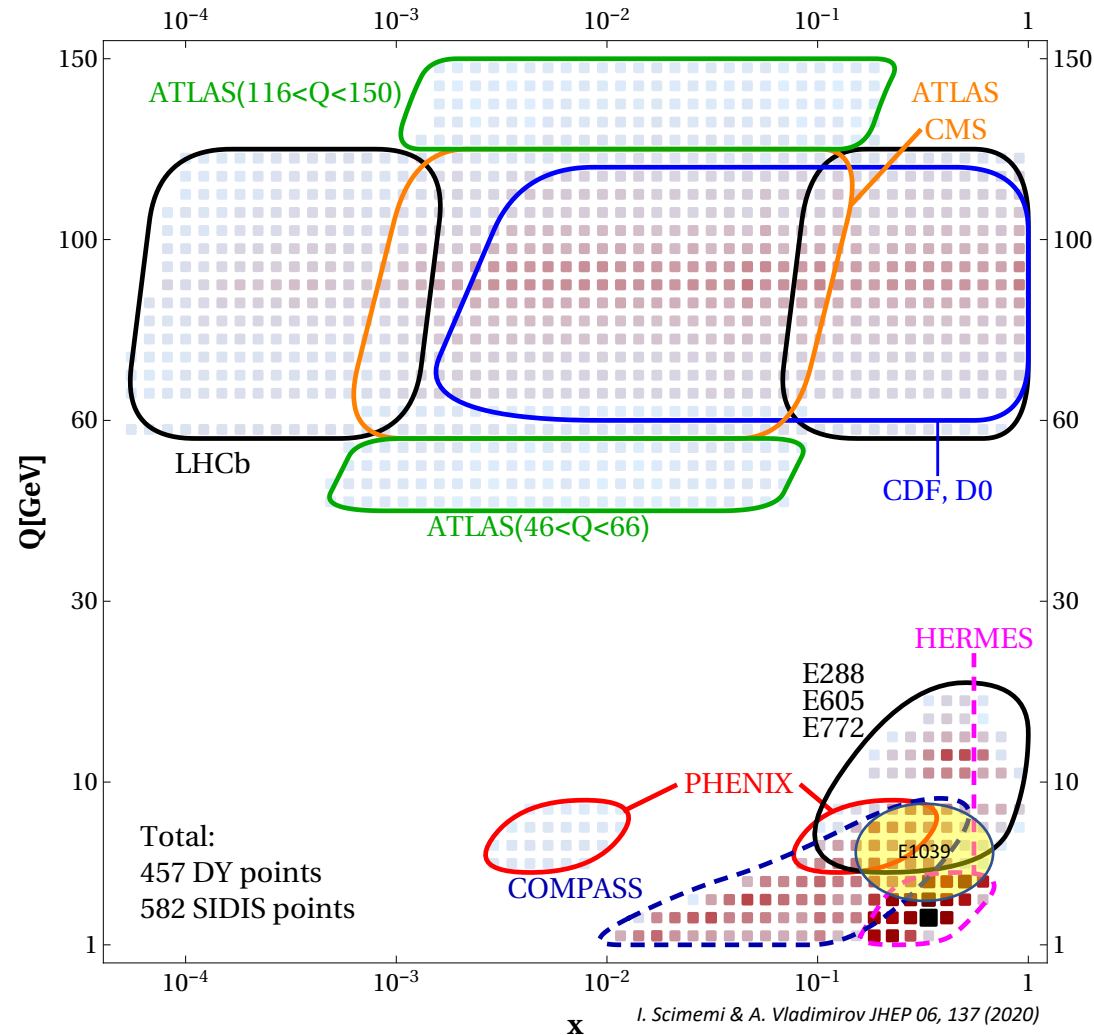 10⁻⁴ 10⁻³ 10⁻² 10⁻¹ 1
150 150
ATLAS(116<Q<150)
ATLAS
CMS
100 100
60 60
LHCb
CDF, D0
ATLAS(46<Q<66)
Q[GeV]
30 30
HERMES
E288
E605
E772
10 10
PHENIX
Total:
457 DY points
582 SIDIS points
E1039
COMPASS
1 1
10⁻⁴ 10⁻³ 10⁻² 10⁻¹ 1
x
I. Scimemi & A. Vladimirov JHEP 06, 137 (2020)